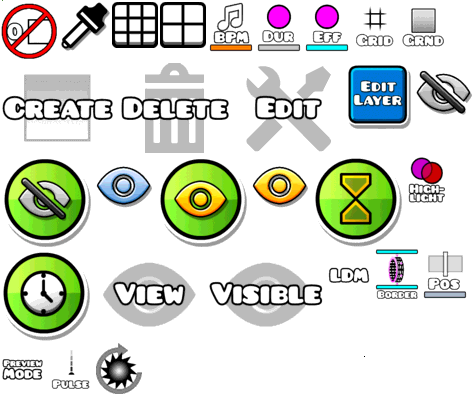 BPM
DUR
EFF
GRID
GRND
CREATE
DELETE
EDIT
EDIT
LAYER
HIGH-
LIGHT
VIEW
VISIBLE
LDM
BORDER
POS
PREVIEW
MODE
PULSE